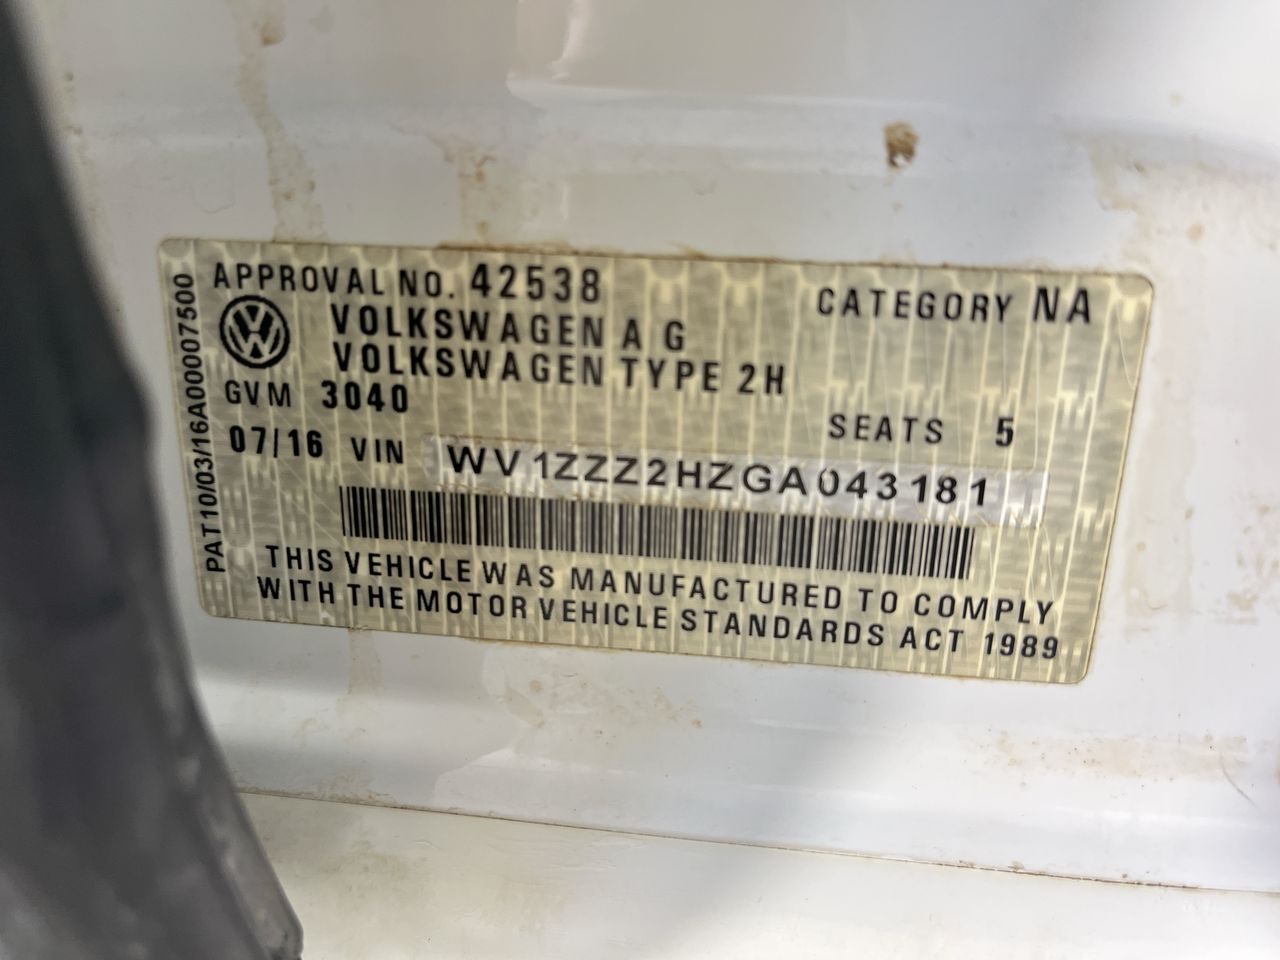 APPROVAL NO. 42538
CATEGORY NA
VOLKSWAGEN A G
VOLKSWAGEN TYPE 2H
GVM 3040
SEATS 5
07/16 VIN WV1ZZZ2HZGA043181
THIS VEHICLE WAS MANUFACTURED TO COMPLY
WITH THE MOTOR VEHICLE STANDARDS ACT 1989
PAT10/03/16A00007500